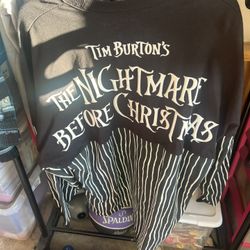 TIM BURTON'S
THE NIGHTMARE
BEFORE CHRISTMAS
SPALDING